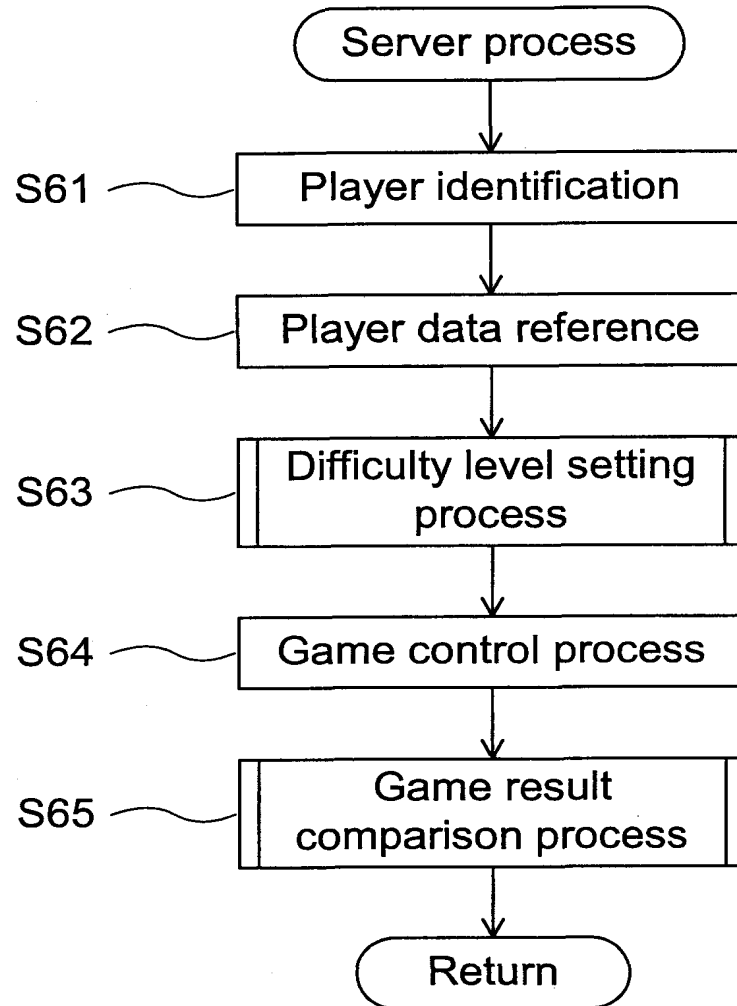 Server process
S61
Player identification
S62
Player data reference
S63
Difficulty level setting
process
S64
Game control process
S65
Game result
comparison process
Return